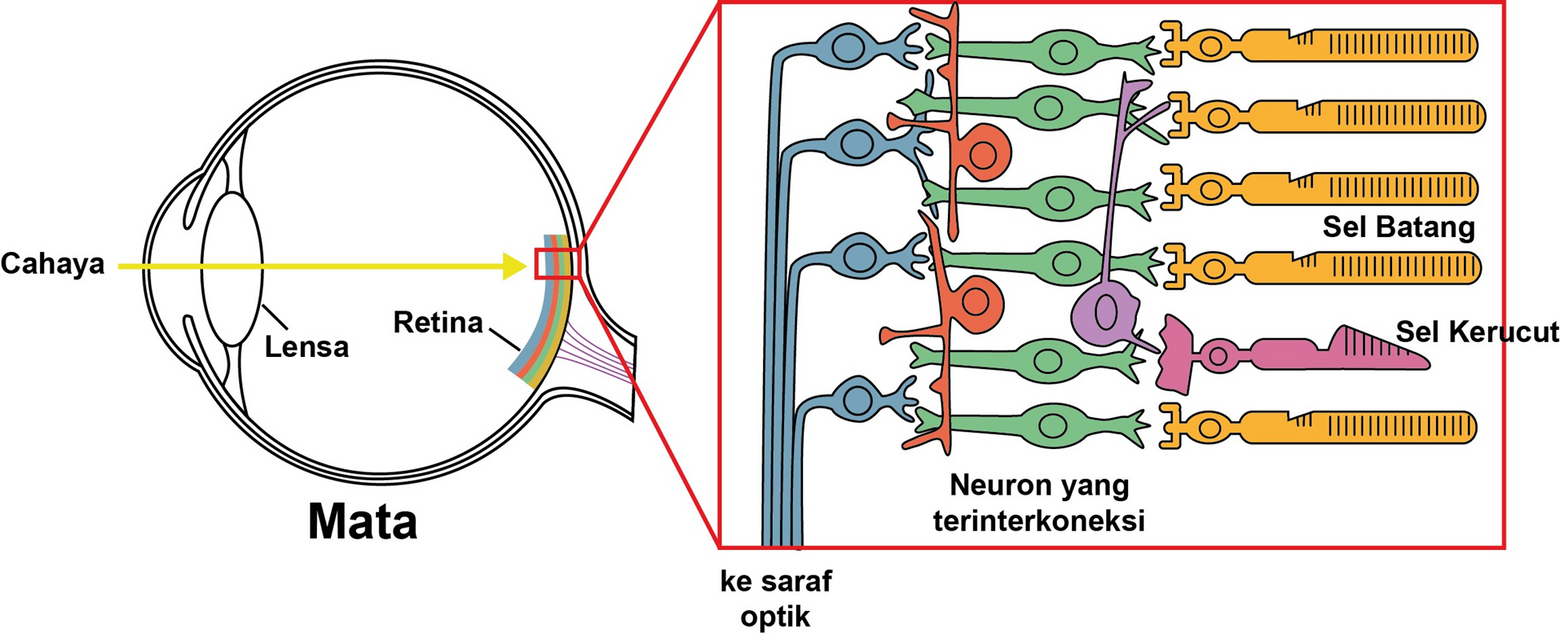 Cahaya
Lensa
Retina
Mata
Sel Batang
Sel Kerucut
Neuron yang
terinterkoneksi
ke saraf
optik